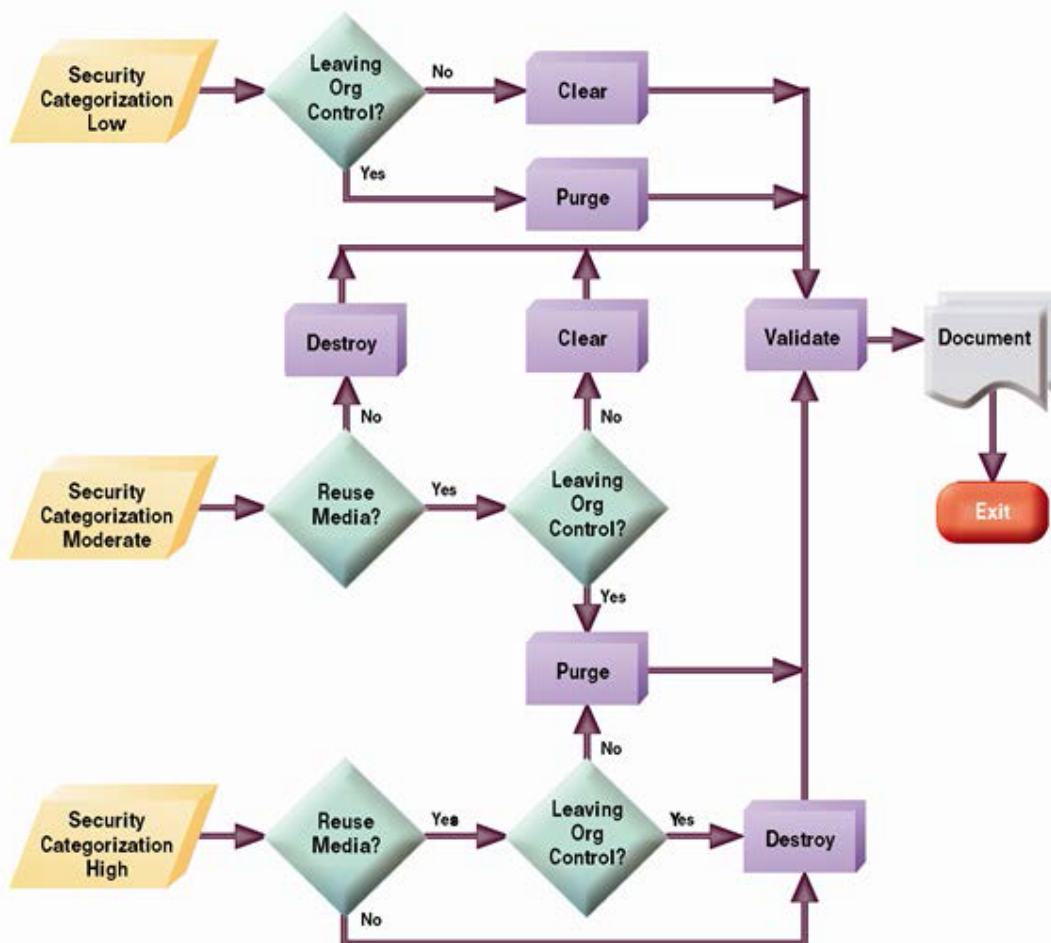 Security
Categorization
Low
Leaving
Org
Control?
No
Clear
Yes
Purge
Destroy
Clear
Validate
Document
No
No
Security
Categorization
Moderate
Reuse
Media?
Yes
Leaving
Org
Control?
Exit
Yes
Purge
No
Security
Categorization
High
Reuse
Media?
Yes
Leaving
Org
Control?
Yes
Destroy
No